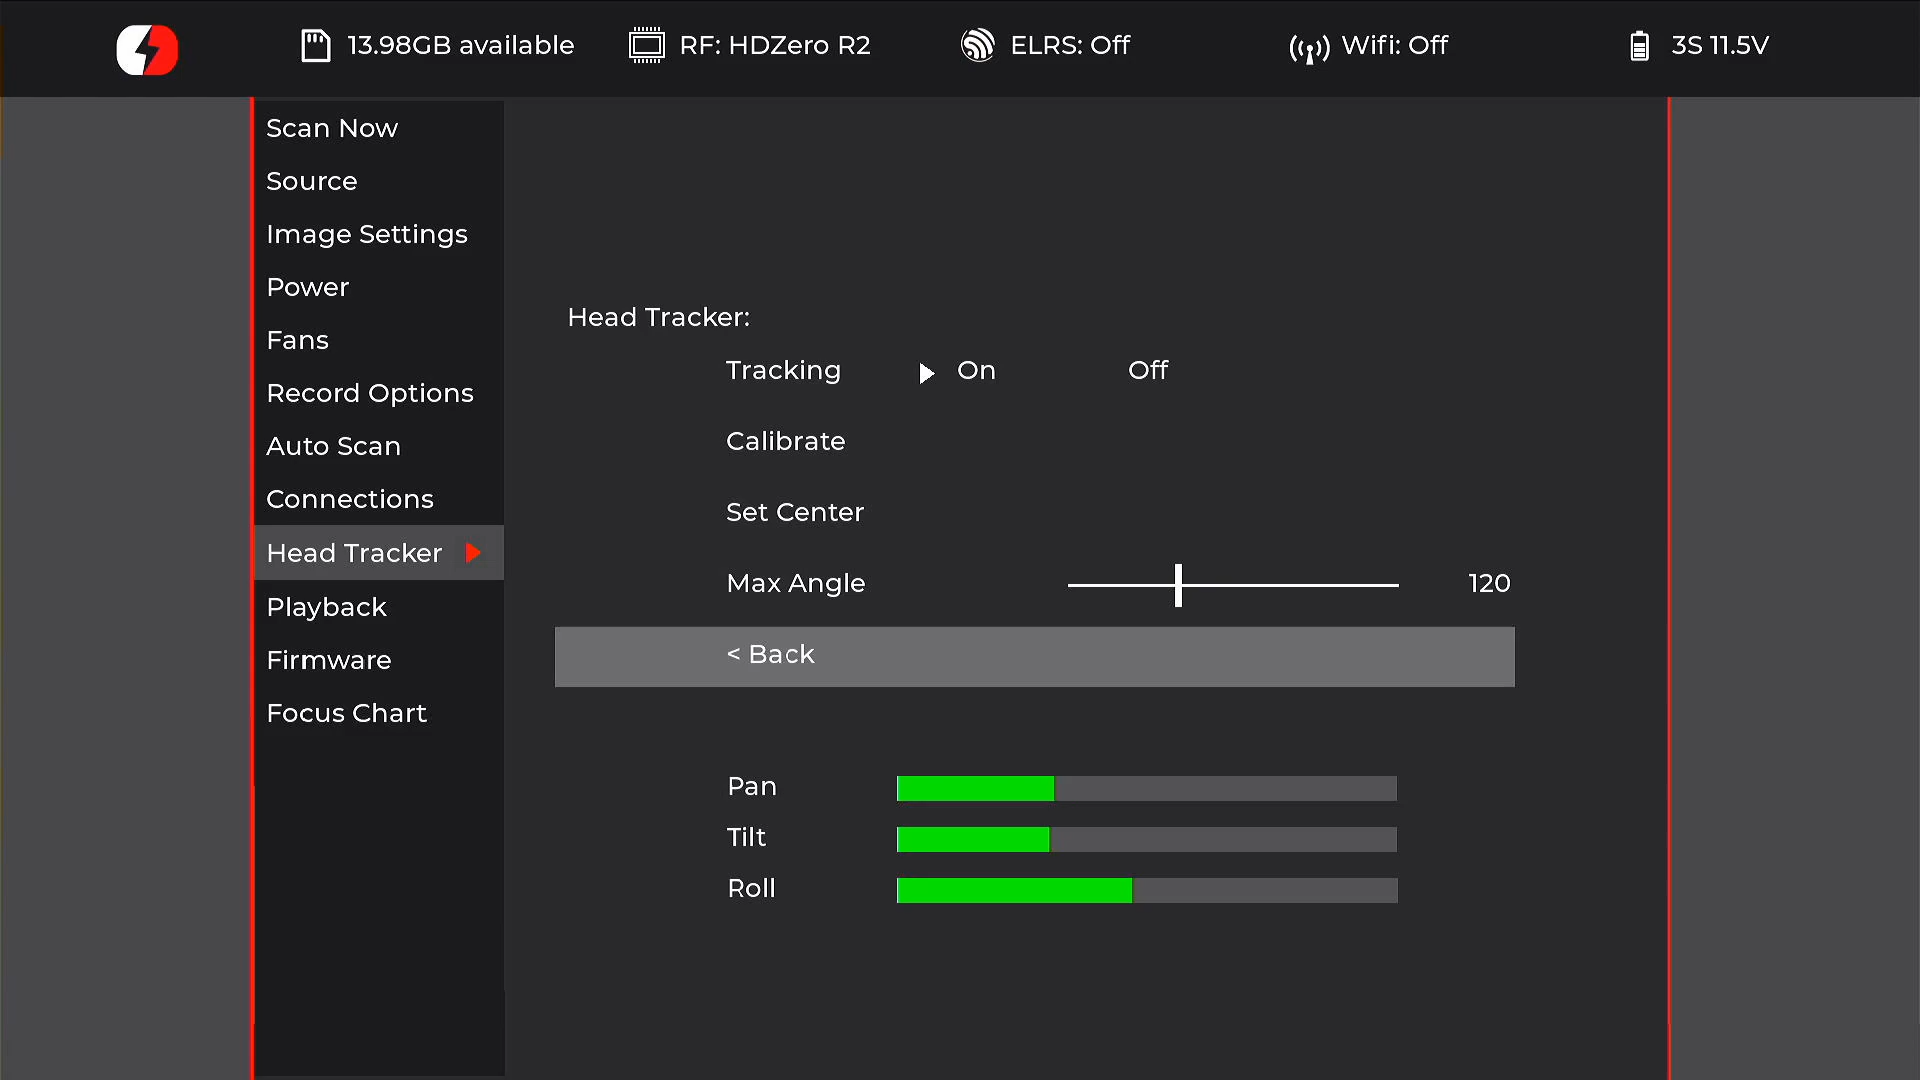 13.98GB available
RF: HDZero R2
ELRS: Off
Wifi: Off
3S 11.5V
Scan Now
Source
Image Settings
Power
Fans
Record Options
Auto Scan
Connections
Head Tracker
Playback
Firmware
Focus Chart
Head Tracker:
Tracking On Off
Calibrate
Set Center
Max Angle 120
< Back
Pan
Tilt
Roll